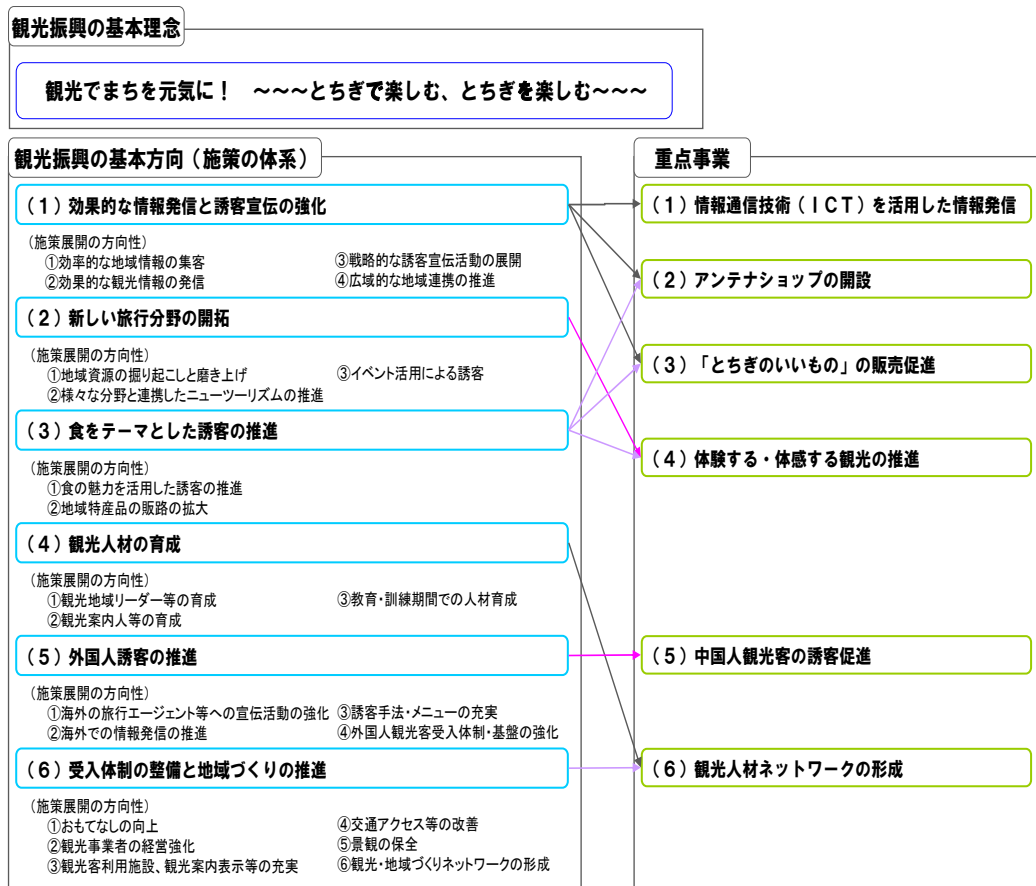 観光振興の基本理念
観光でまちを元気に！　～～～とちぎで楽しむ、とちぎを楽しむ～～～
観光振興の基本方向（施策の体系）
（１）効果的な情報発信と誘客宣伝の強化
（施策展開の方向性）
①効率的な地域情報の集客
②効果的な観光情報の発信
③戦略的な誘客宣伝活動の展開
④広域的な地域連携の推進
（２）新しい旅行分野の開拓
（施策展開の方向性）
①地域資源の掘り起こしと磨き上げ
②様々な分野と連携したニューツーリズムの推進
③イベント活用による誘客
（３）食をテーマとした誘客の推進
（施策展開の方向性）
①食の魅力を活用した誘客の推進
②地域特産品の販路の拡大
（４）観光人材の育成
（施策展開の方向性）
①観光地域リーダー等の育成
②観光案内人等の育成
③教育・訓練期間での人材育成
（５）外国人誘客の推進
（施策展開の方向性）
①海外の旅行エージェント等への宣伝活動の強化
②海外での情報発信の推進
③誘客手法・メニューの充実
④外国人観光客受入体制・基盤の強化
（６）受入体制の整備と地域づくりの推進
（施策展開の方向性）
①おもてなしの向上
②観光事業者の経営強化
③観光客利用施設、観光案内表示等の充実
④交通アクセス等の改善
⑤景観の保全
⑥観光・地域づくりネットワークの形成
重点事業
（１）情報通信技術（ＩＣＴ）を活用した情報発信
（２）アンテナショップの開設
（３）「とちぎのいいもの」の販売促進
（４）体験する・体感する観光の推進
（５）中国人観光客の誘客促進
（６）観光人材ネットワークの形成